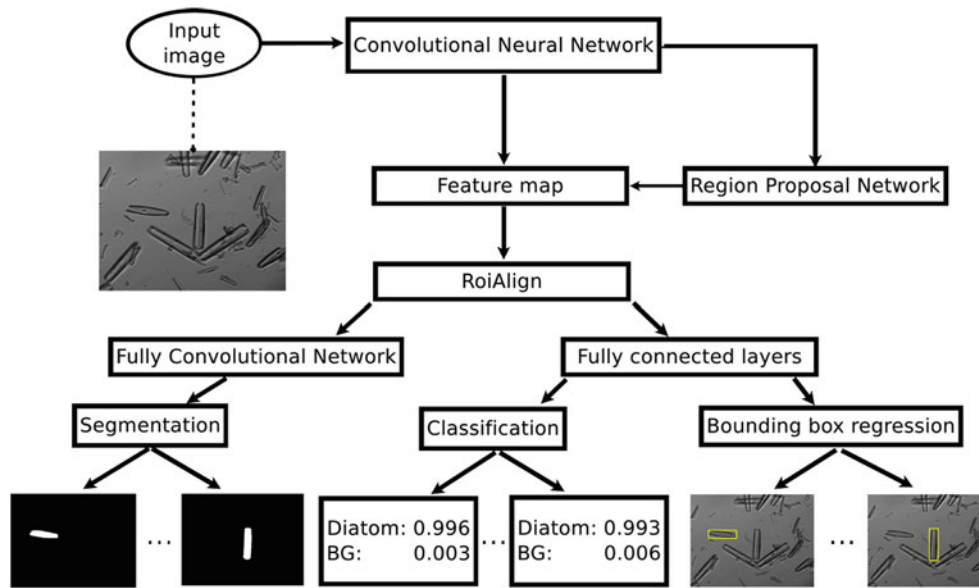 Input
image
Convolutional Neural Network
Feature map
Region Proposal Network
RoiAlign
Fully Convolutional Network
Fully connected layers
Segmentation
Classification
Bounding box regression
...
Diatom: 0.996
BG: 0.003
...
Diatom: 0.993
BG: 0.006
...